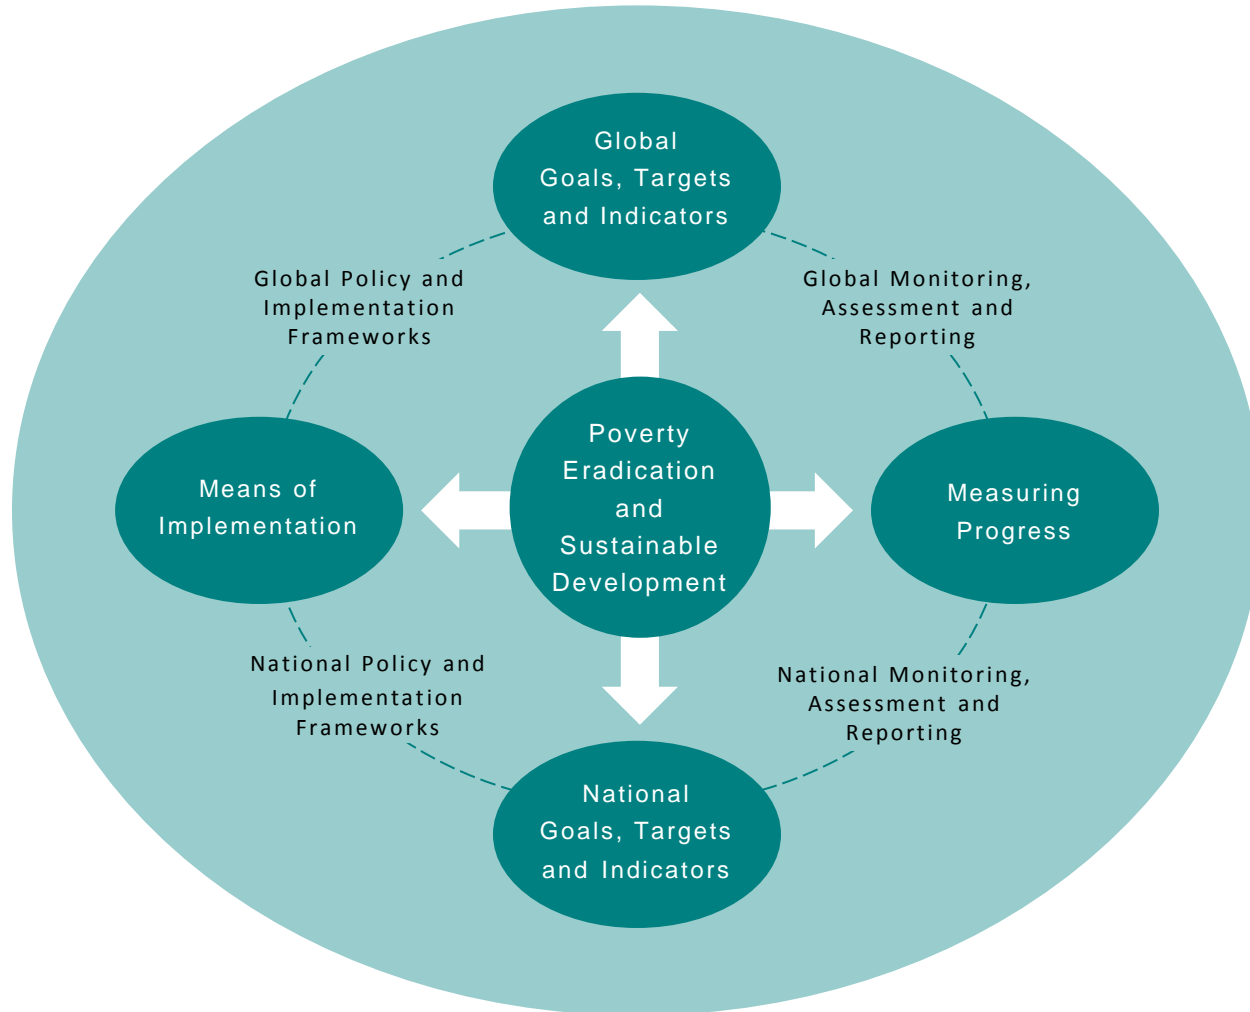 Global
Goals, Targets
and Indicators
Global Policy and
Implementation
Frameworks
Global Monitoring,
Assessment and
Reporting
Means of
Implementation
Poverty
Eradication
and
Sustainable
Development
Measuring
Progress
National Policy and
Implementation
Frameworks
National Monitoring,
Assessment and
Reporting
National
Goals, Targets
and Indicators